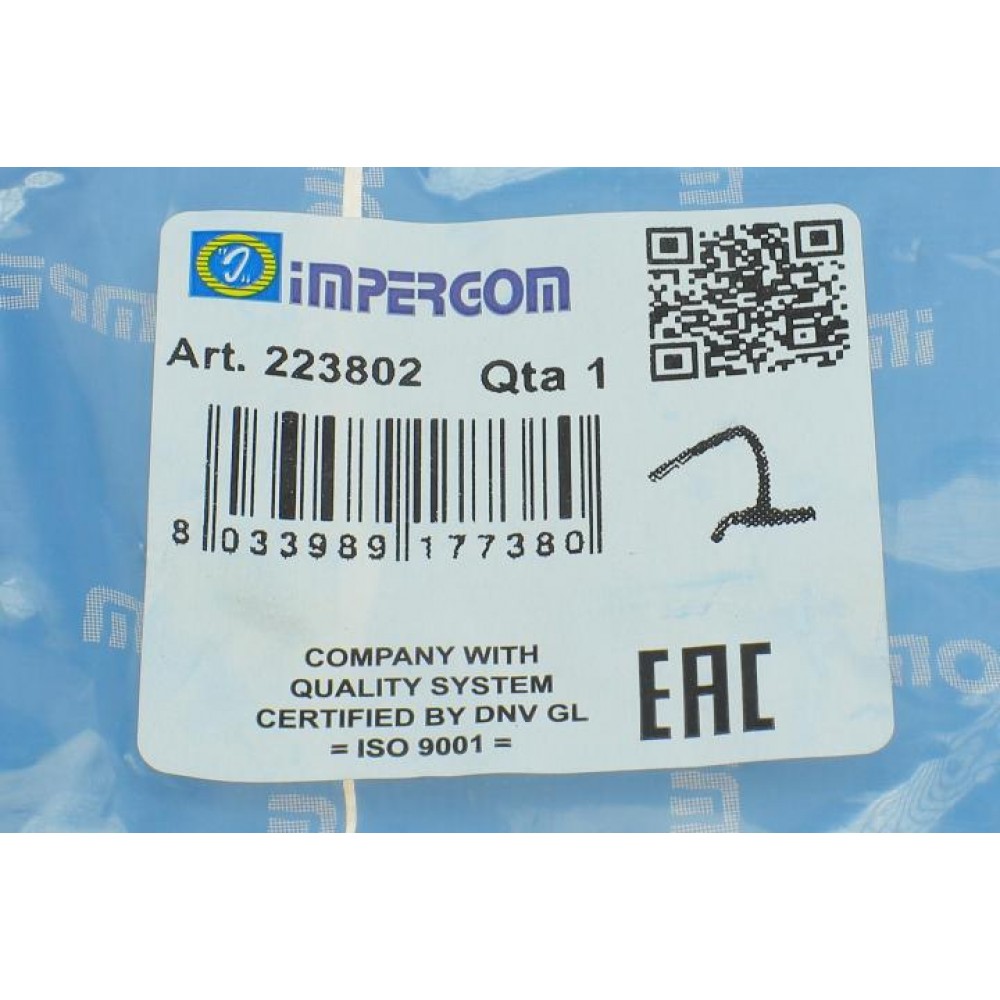 IMPERGOM
Art. 223802 Qta 1
8 033989 177380
2
COMPANY WITH
QUALITY SYSTEM
CERTIFIED BY DNV GL
= ISO 9001 =
EAC